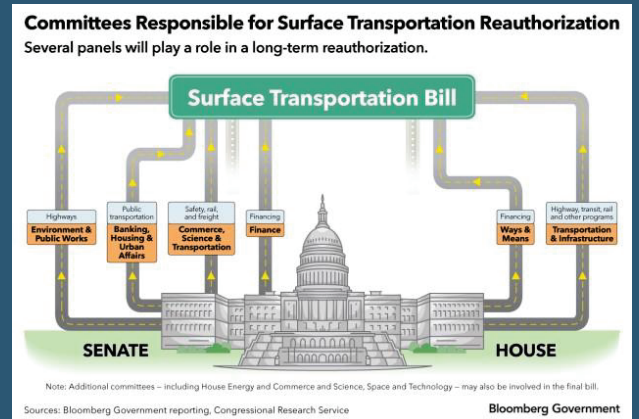 Committees Responsible for Surface Transportation Reauthorization
Several panels will play a role in a long-term reauthorization.
Surface Transportation Bill
Highways
Environment &
Public Works
Public
transportation
Banking,
Housing &
Urban
Affairs
Safety, rail,
and freight
Commerce,
Science &
Transportation
Financing
Finance
Financing
Ways &
Means
Highway, transit, rail
and other programs
Transportation
& Infrastructure
SENATE
HOUSE
Note: Additional committees – including House Energy and Commerce and Science, Space and Technology – may also be involved in the final bill.
Sources: Bloomberg Government reporting, Congressional Research Service
Bloomberg Government